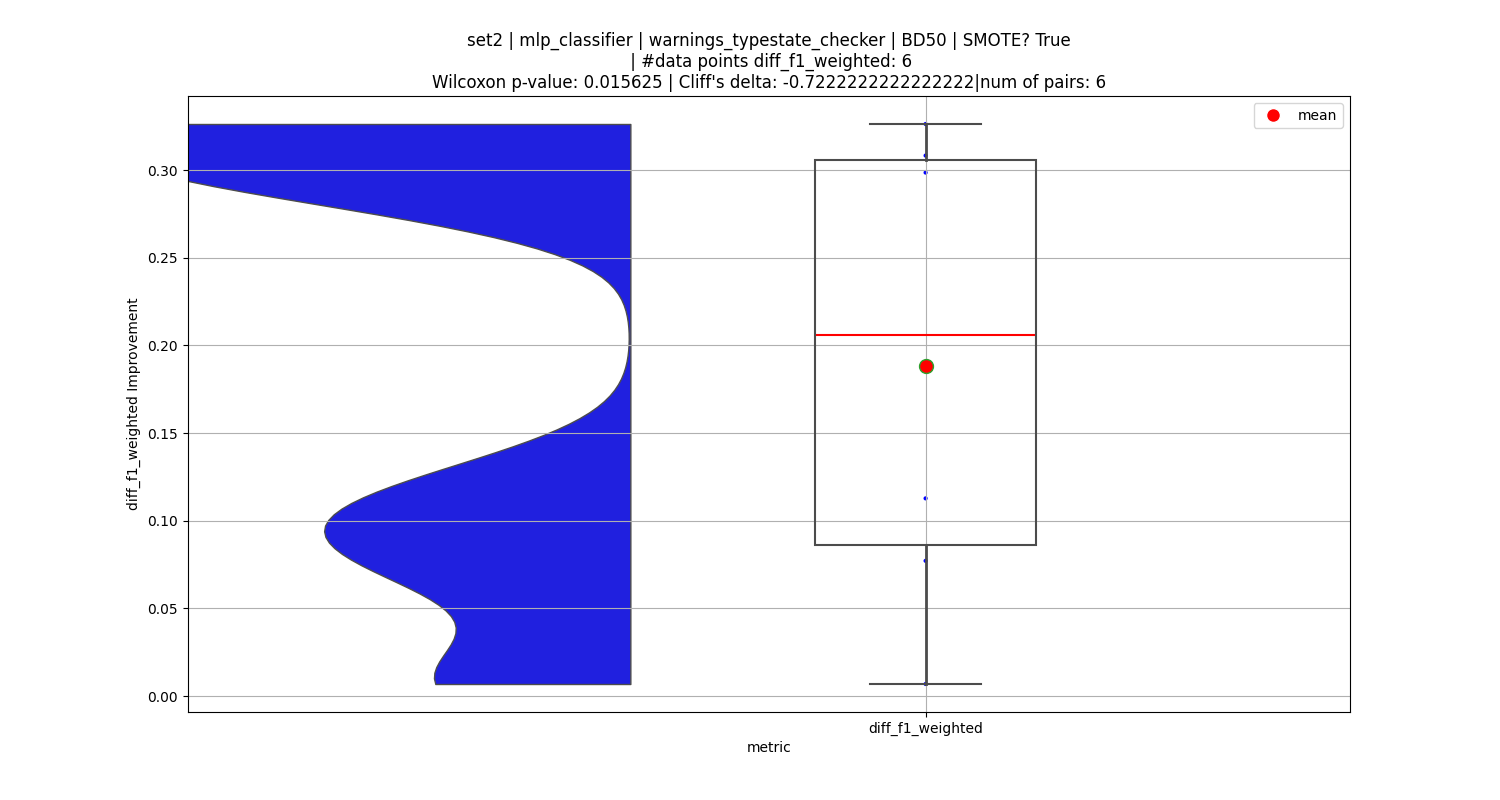 set2 | mlp_classifier | warnings_typestate_checker | BD50 | SMOTE? True
| #data points diff_f1_weighted: 6
Wilcoxon p-value: 0.015625 | Cliff's delta: -0.7222222222222222|num of pairs: 6
mean
0.30
0.25
0.20
0.15
0.10
0.05
0.00
diff_f1_weighted Improvement
diff_f1_weighted
metric